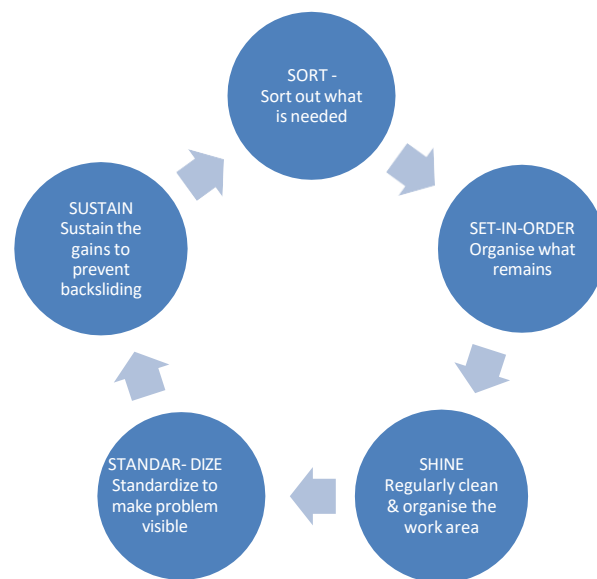 SORT -
Sort out what
is needed
SET-IN-ORDER
Organise what
remains
SHINE
Regularly clean
& organise the
work area
STANDAR- DIZE
Standardize to
make problem
visible
SUSTAIN
Sustain the
gains to
prevent
backsliding